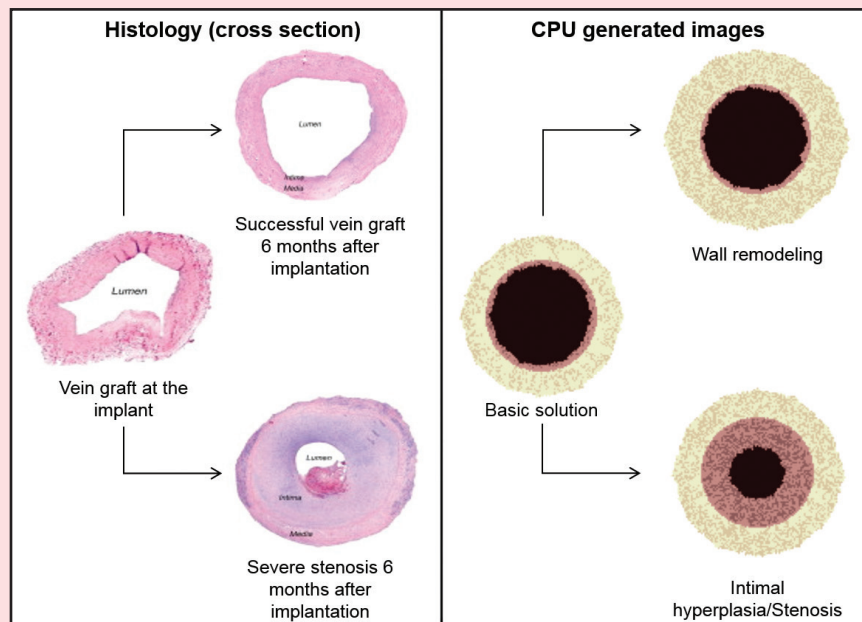 Histology (cross section)
Lumen
Intima
Media
Successful vein graft
6 months after
implantation
Lumen
Vein graft at the
implant
Lumen
Intima
Media
Severe stenosis 6
months after
implantation
CPU generated images
Wall remodeling
Basic solution
Intimal
hyperplasia/Stenosis